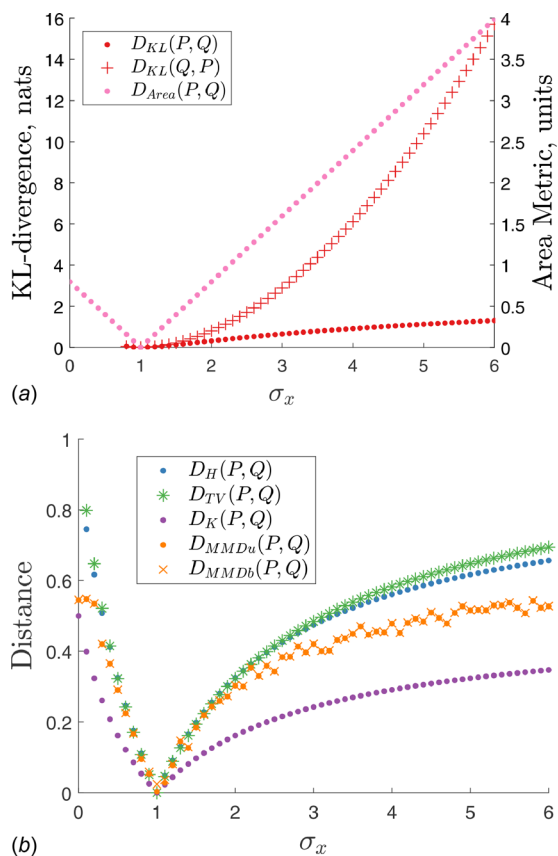 D_{KL}(P,Q)
D_{KL}(Q,P)
D_{Area}(P,Q)
KL-divergence, nats
16
14
12
10
8
6
4
2
0
Area Metric, units
4
3.5
3
2.5
2
1.5
1
0.5
0
0 1 2 3 4 5 6
σ_x
(a)
D_H(P,Q)
D_{TV}(P,Q)
D_K(P,Q)
D_{MMDu}(P,Q)
D_{MMDb}(P,Q)
Distance
1
0.8
0.6
0.4
0.2
0
0 1 2 3 4 5 6
σ_x
(b)